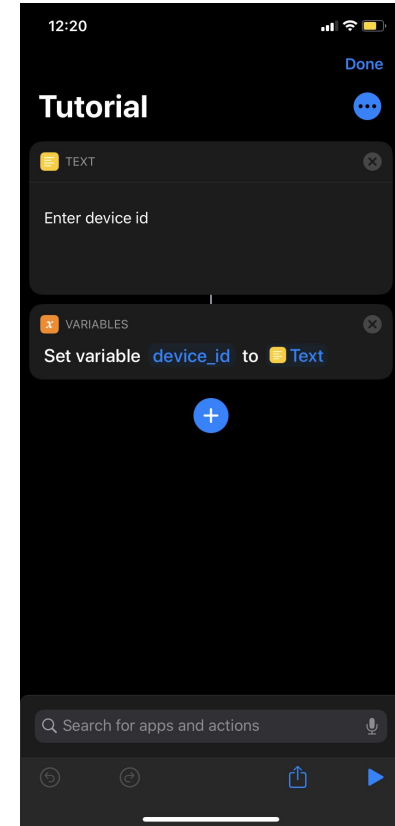 12:20
Done
Tutorial
TEXT
Enter device id
x VARIABLES
Set variable device_id to Text
Search for apps and actions